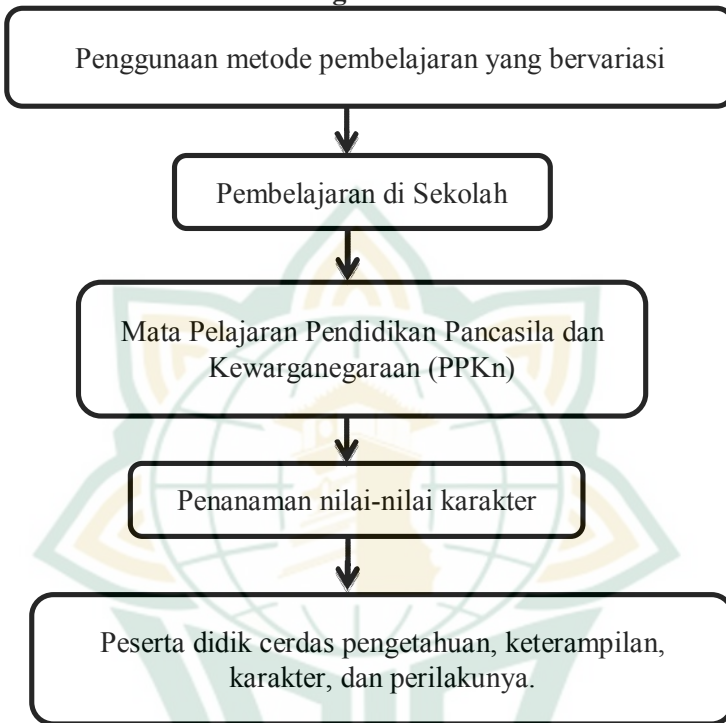 Penggunaan metode pembelajaran yang bervariasi
Pembelajaran di Sekolah
Mata Pelajaran Pendidikan Pancasila dan
Kewarganegaraan (PPKn)
Penanaman nilai-nilai karakter
Peserta didik cerdas pengetahuan, keterampilan,
karakter, dan perilakunya.